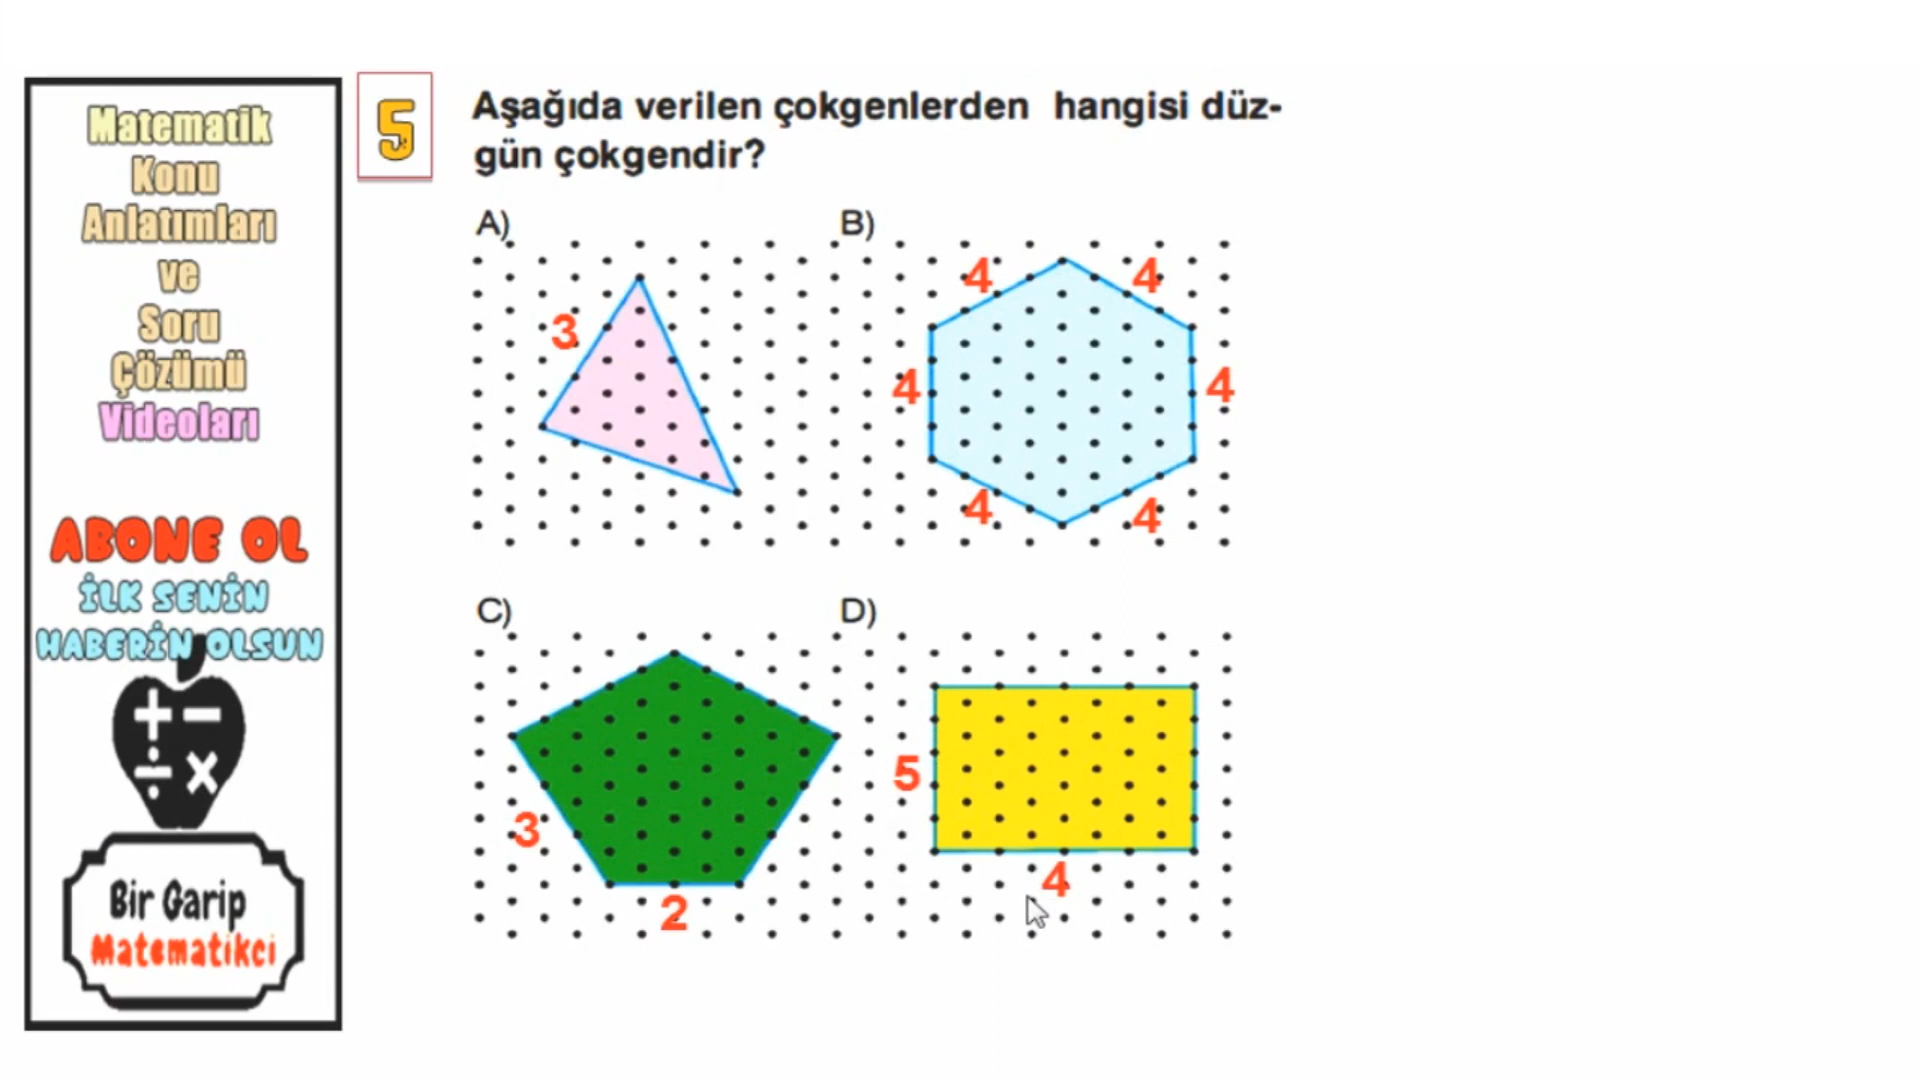 Matematik
Konu
Anlatımları
ve
Soru
Çözümü
Videoları
ABONE OL
İLK SENİN
HABERİN OLSUN
Bir Garip
Matematikci
5
Aşağıda verilen çokgenlerden hangisi düz-
gün çokgendir?
A)
3
B)
4
4
4
4
4
4
C)
3
2
D)
5
4